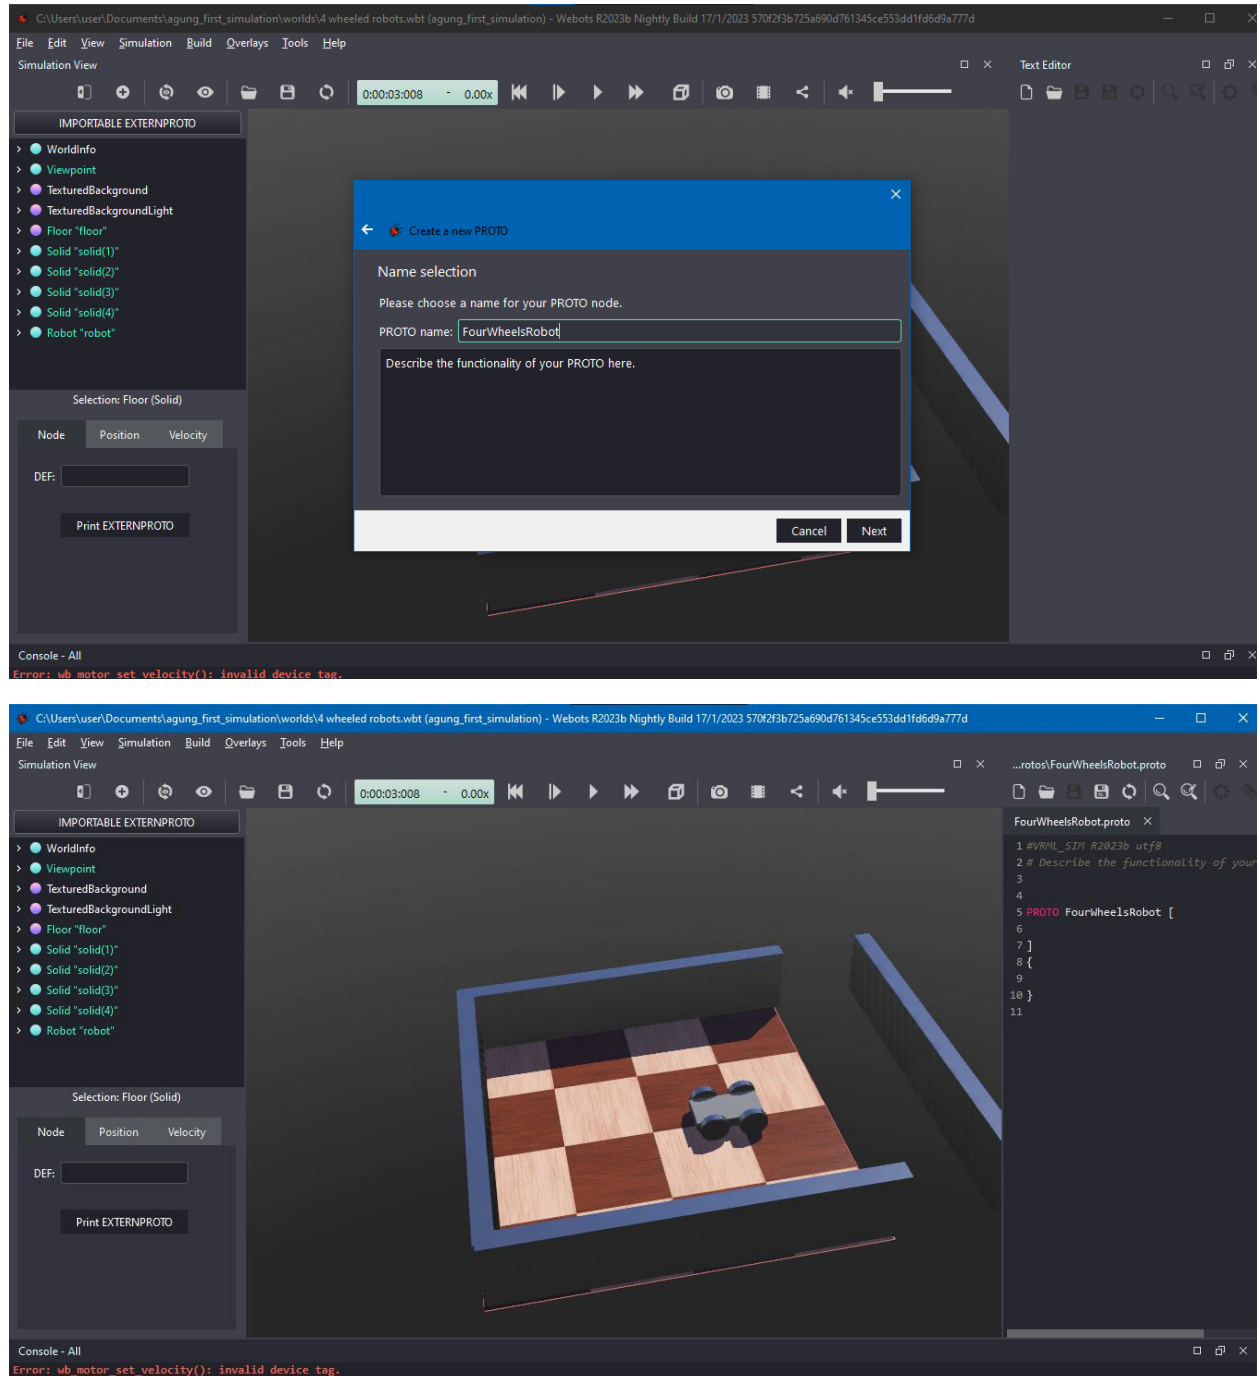 C:\Users\user\Documents\agung_first_simulation\worlds\4 wheeled robots.wbt (agung_first_simulation) - Webots R2023b Nightly Build 17/1/2023 570f2f3b725a690d761345ce553dd1fd6d9a777d
File Edit View Simulation Build Overlays Tools Help
Simulation View
Text Editor
0:00:03:008 - 0.00x
IMPORTABLE EXTERNPROTO
WorldInfo
Viewpoint
TexturedBackground
TexturedBackgroundLight
Floor "floor"
Solid "solid(1)"
Solid "solid(2)"
Solid "solid(3)"
Solid "solid(4)"
Robot "robot"
Create a new PROTO
Name selection
Please choose a name for your PROTO node.
PROTO name: FourWheelsRobot
Describe the functionality of your PROTO here.
Cancel Next
Selection: Floor (Solid)
Node Position Velocity
DEF:
Print EXTERNPROTO
Console - All
Error: wb_motor_set_velocity(): invalid device tag.
C:\Users\user\Documents\agung_first_simulation\worlds\4 wheeled robots.wbt (agung_first_simulation) - Webots R2023b Nightly Build 17/1/2023 570f2f3b725a690d761345ce553dd1fd6d9a777d
File Edit View Simulation Build Overlays Tools Help
Simulation View
...rotos\FourWheelsRobot.proto
0:00:03:008 - 0.00x
IMPORTABLE EXTERNPROTO
WorldInfo
Viewpoint
TexturedBackground
TexturedBackgroundLight
Floor "floor"
Solid "solid(1)"
Solid "solid(2)"
Solid "solid(3)"
Solid "solid(4)"
Robot "robot"
FourWheelsRobot.proto
1 #VRML_SIM R2023b utf8
2 # Describe the functionality of your
3
4
5 PROTO FourWheelsRobot [
6
7 ]
8 {
9
10 }
11
Selection: Floor (Solid)
Node Position Velocity
DEF:
Print EXTERNPROTO
Console - All
Error: wb_motor_set_velocity(): invalid device tag.